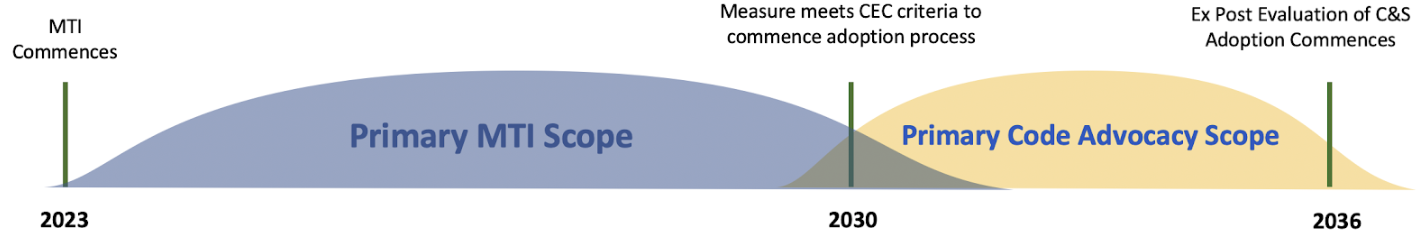 MTI
Commences
Measure meets CEC criteria to
commence adoption process
Ex Post Evaluation of C&S
Adoption Commences
Primary MTI Scope
Primary Code Advocacy Scope
2023
2030
2036